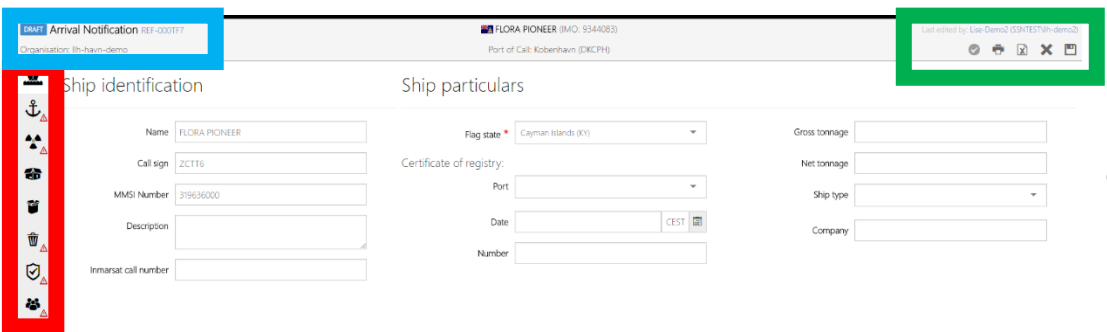 DRAFT Arrival Notification REF-000TF7
Organisation: llh-havn-demo
FLORA PIONEER (IMO: 9344083)
Port of Call: Kobenhavn (DKCPH)
Last edited by: Lise-Demo2 (SSNTEST\lh-demo2)
Ship identification
Name FLORA PIONEER
Call sign ZCTT6
MMSI Number 319636000
Description
Inmarsat call number
Ship particulars
Flag state * Cayman Islands (KY)
Certificate of registry:
Port
Date CEST
Number
Gross tonnage
Net tonnage
Ship type
Company